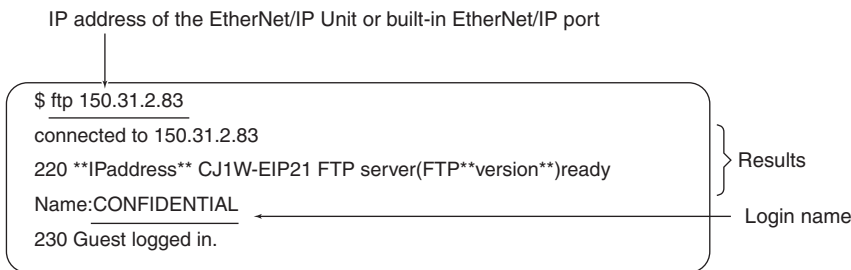 IP address of the EtherNet/IP Unit or built-in EtherNet/IP port
$ ftp 150.31.2.83
connected to 150.31.2.83
220 **IPaddress** CJ1W-EIP21 FTP server(FTP**version**)ready
Results
Name:CONFIDENTIAL
Login name
230 Guest logged in.